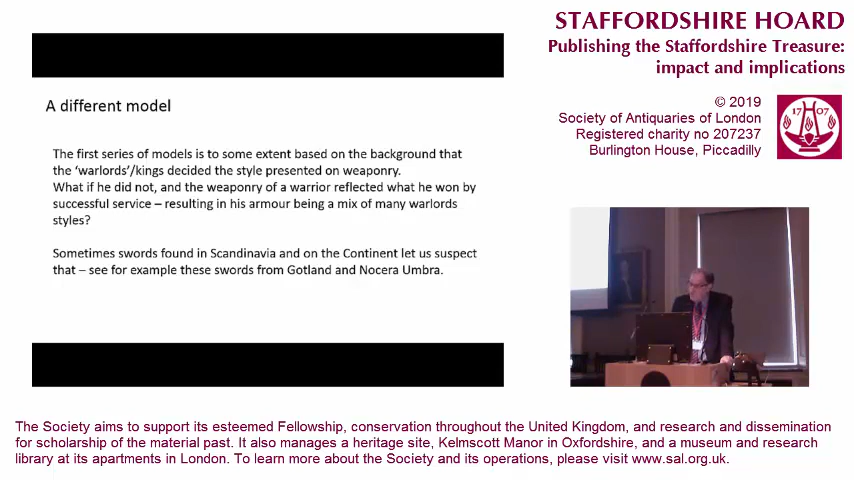 STAFFORDSHIRE HOARD
Publishing the Staffordshire Treasure:
impact and implications
© 2019
Society of Antiquaries of London
Registered charity no 207237
Burlington House, Piccadilly
17 07
A different model
The first series of models is to some extent based on the background that
the ‘warlords’/kings decided the style presented on weaponry.
What if he did not, and the weaponry of a warrior reflected what he won by
successful service – resulting in his armour being a mix of many warlords
styles?
Sometimes swords found in Scandinavia and on the Continent let us suspect
that – see for example these swords from Gotland and Nocera Umbra.
The Society aims to support its esteemed Fellowship, conservation throughout the United Kingdom, and research and dissemination
for scholarship of the material past. It also manages a heritage site, Kelmscott Manor in Oxfordshire, and a museum and research
library at its apartments in London. To learn more about the Society and its operations, please visit www.sal.org.uk.